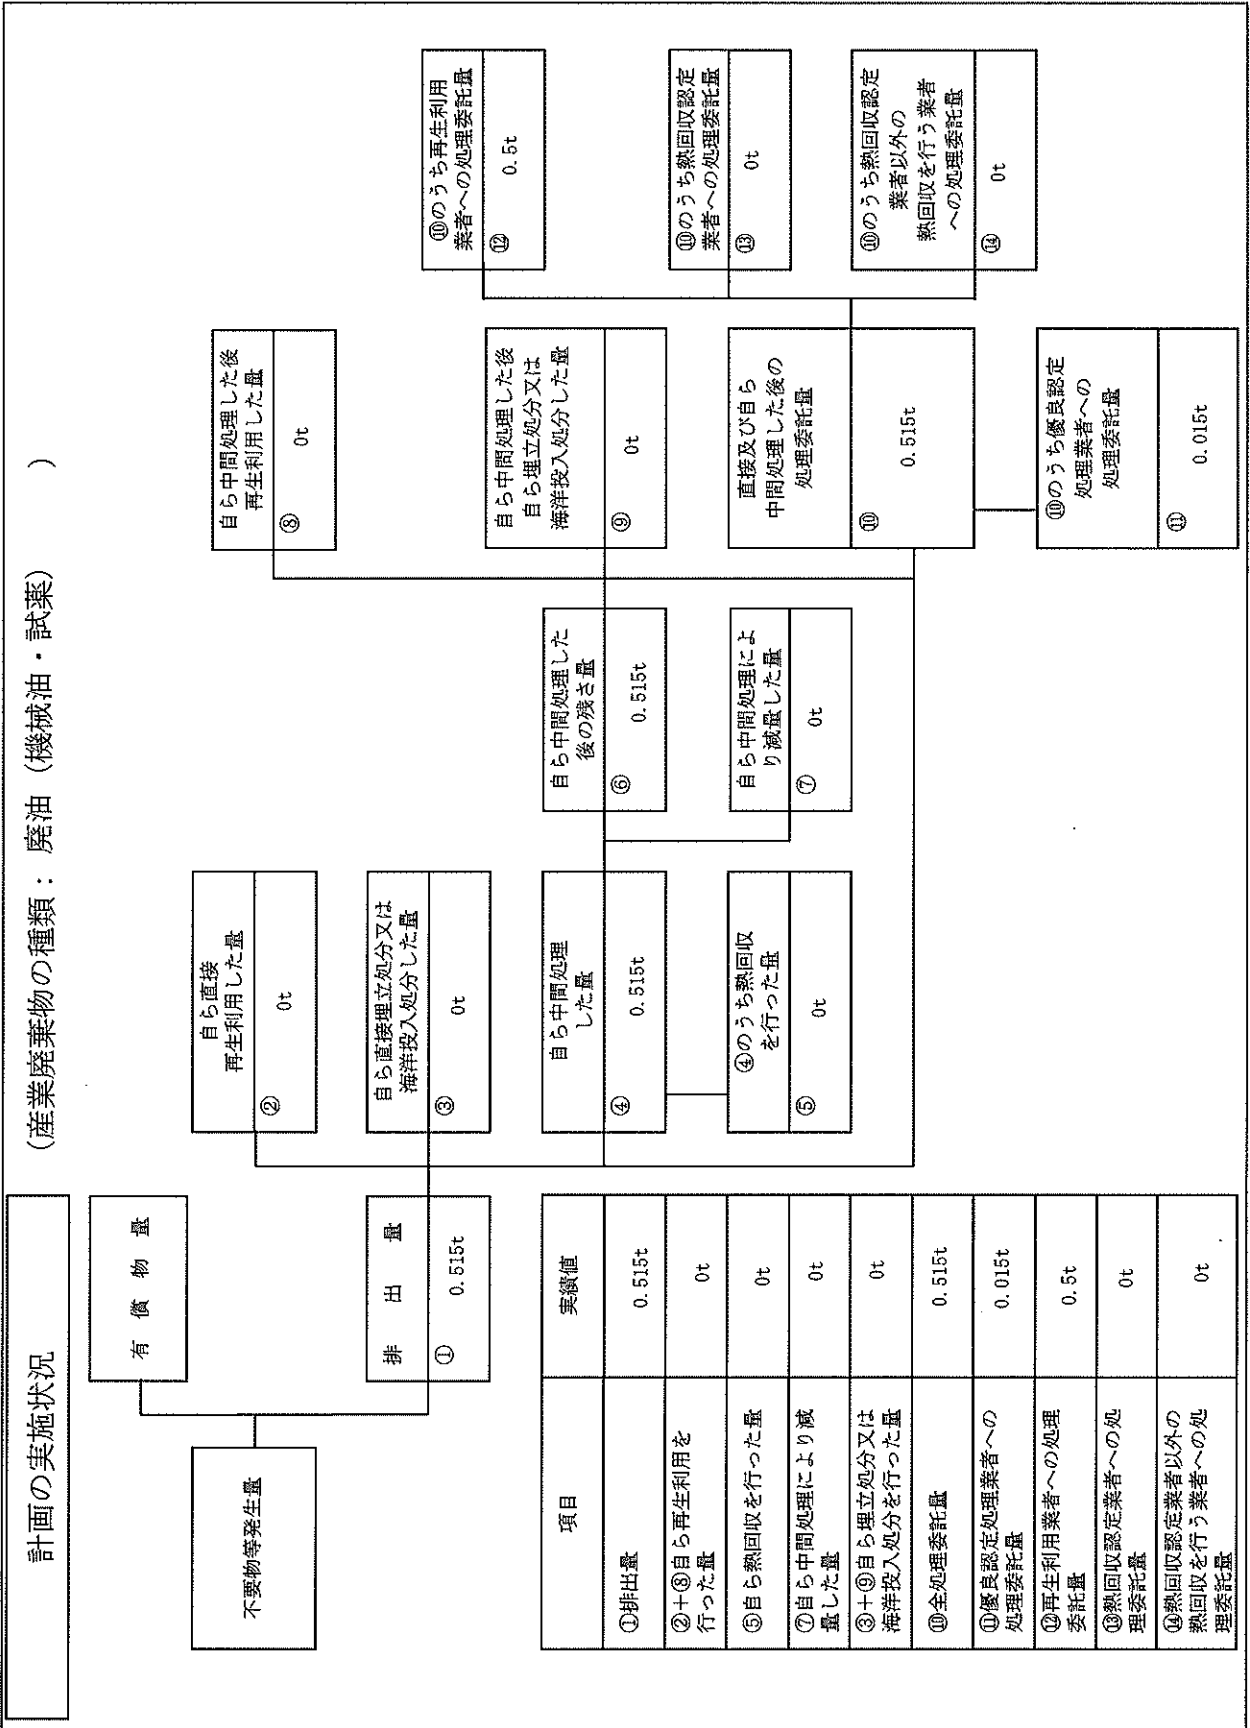 計画の実施状況
（産業廃棄物の種類：　廃油（機械油・試薬）　　　）
有　償　物　量
不要物等発生量
排　出　量
①
0.515t
自ら直接
再生利用した量
②
0t
自ら直接埋立処分又は
海洋投入処分した量
③
0t
自ら中間処理
した量
④
0.515t
④のうち熱回収
を行った量
⑤
0t
自ら中間処理した
後の残さ量
⑥
0.515t
自ら中間処理によ
り減量した量
⑦
0t
自ら中間処理した後
再生利用した量
⑧
0t
自ら中間処理した後
自ら埋立処分又は
海洋投入処分した量
⑨
0t
直接及び自ら
中間処理した後の
処理委託量
⑩
0.515t
⑩のうち優良認定
処理業者への
処理委託量
⑪
0.015t
⑩のうち再生利用
業者への処理委託量
⑫
0.5t
⑩のうち熱回収認定
業者への処理委託量
⑬
0t
⑩のうち熱回収認定
業者以外の
熱回収を行う業者
への処理委託量
⑭
0t
項目
実績値
①排出量
0.515t
②＋⑧自ら再生利用を
行った量
0t
⑤自ら熱回収を行った量
0t
⑦自ら中間処理により減
量した量
0t
③＋⑨自ら埋立処分又は
海洋投入処分を行った量
0t
⑩全処理委託量
0.515t
⑪優良認定処理業者への
処理委託量
0.015t
⑫再生利用業者への処理
委託量
0.5t
⑬熱回収認定業者への処
理委託量
0t
⑭熱回収認定業者以外の
熱回収を行う業者への処
理委託量
0t